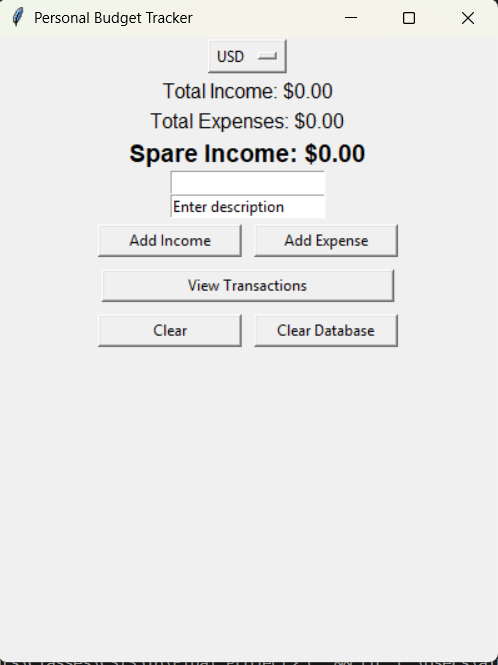 Personal Budget Tracker
USD
Total Income: $0.00
Total Expenses: $0.00
Spare Income: $0.00
Enter description
Add Income Add Expense
View Transactions
Clear Clear Database